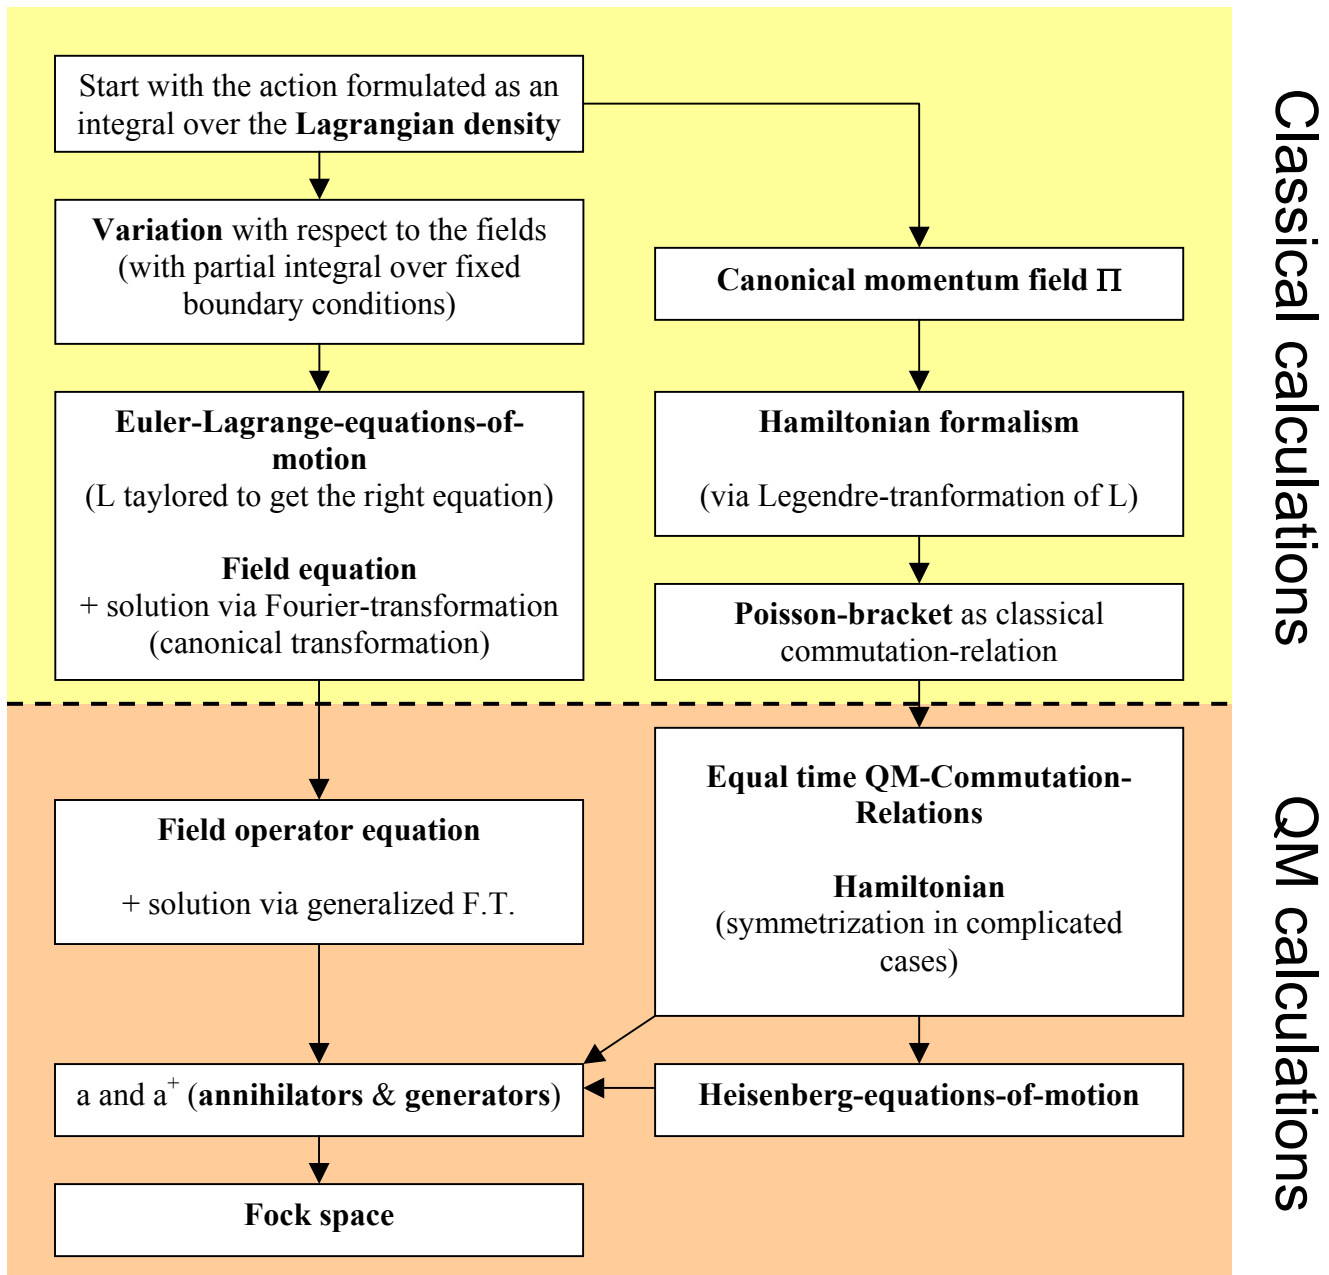 Start with the action formulated as an
integral over the Lagrangian density
Variation with respect to the fields
(with partial integral over fixed
boundary conditions)
Canonical momentum field Π
Euler-Lagrange-equations-of-
motion
(L taylored to get the right equation)
Field equation
+ solution via Fourier-transformation
(canonical transformation)
Hamiltonian formalism
(via Legendre-tranformation of L)
Poisson-bracket as classical
commutation-relation
Classical calculations
Field operator equation
+ solution via generalized F.T.
Equal time QM-Commutation-
Relations
Hamiltonian
(symmetrization in complicated
cases)
a and a⁺ (annihilators & generators)
Heisenberg-equations-of-motion
Fock space
QM calculations